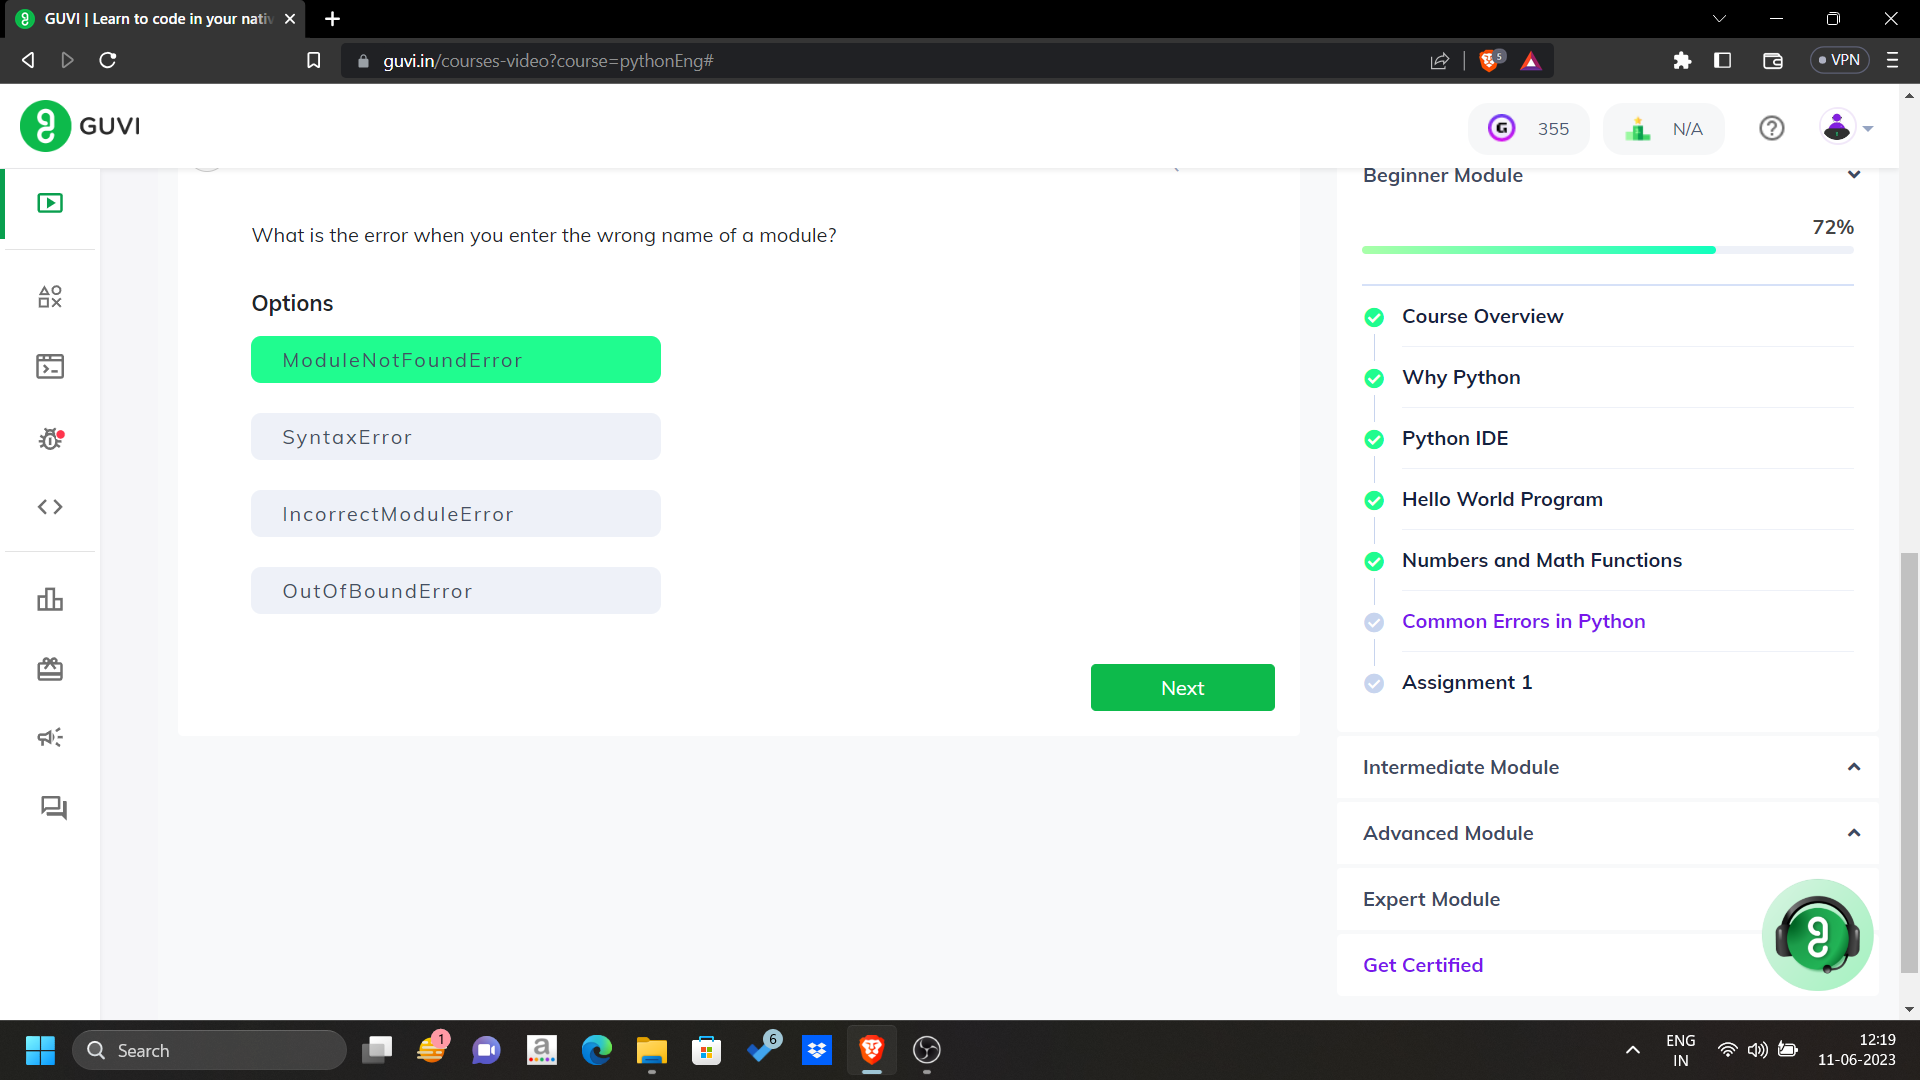 GUVI | Learn to code in your nativ
guvi.in/courses-video?course=pythonEng#
5
VPN
GUVI
355
N/A
What is the error when you enter the wrong name of a module?
Options
ModuleNotFoundError
SyntaxError
IncorrectModuleError
OutOfBoundError
Next
Beginner Module
72%
Course Overview
Why Python
Python IDE
Hello World Program
Numbers and Math Functions
Common Errors in Python
Assignment 1
Intermediate Module
Advanced Module
Expert Module
Get Certified
Search
1
a
6
ENG
IN
12:19
11-06-2023